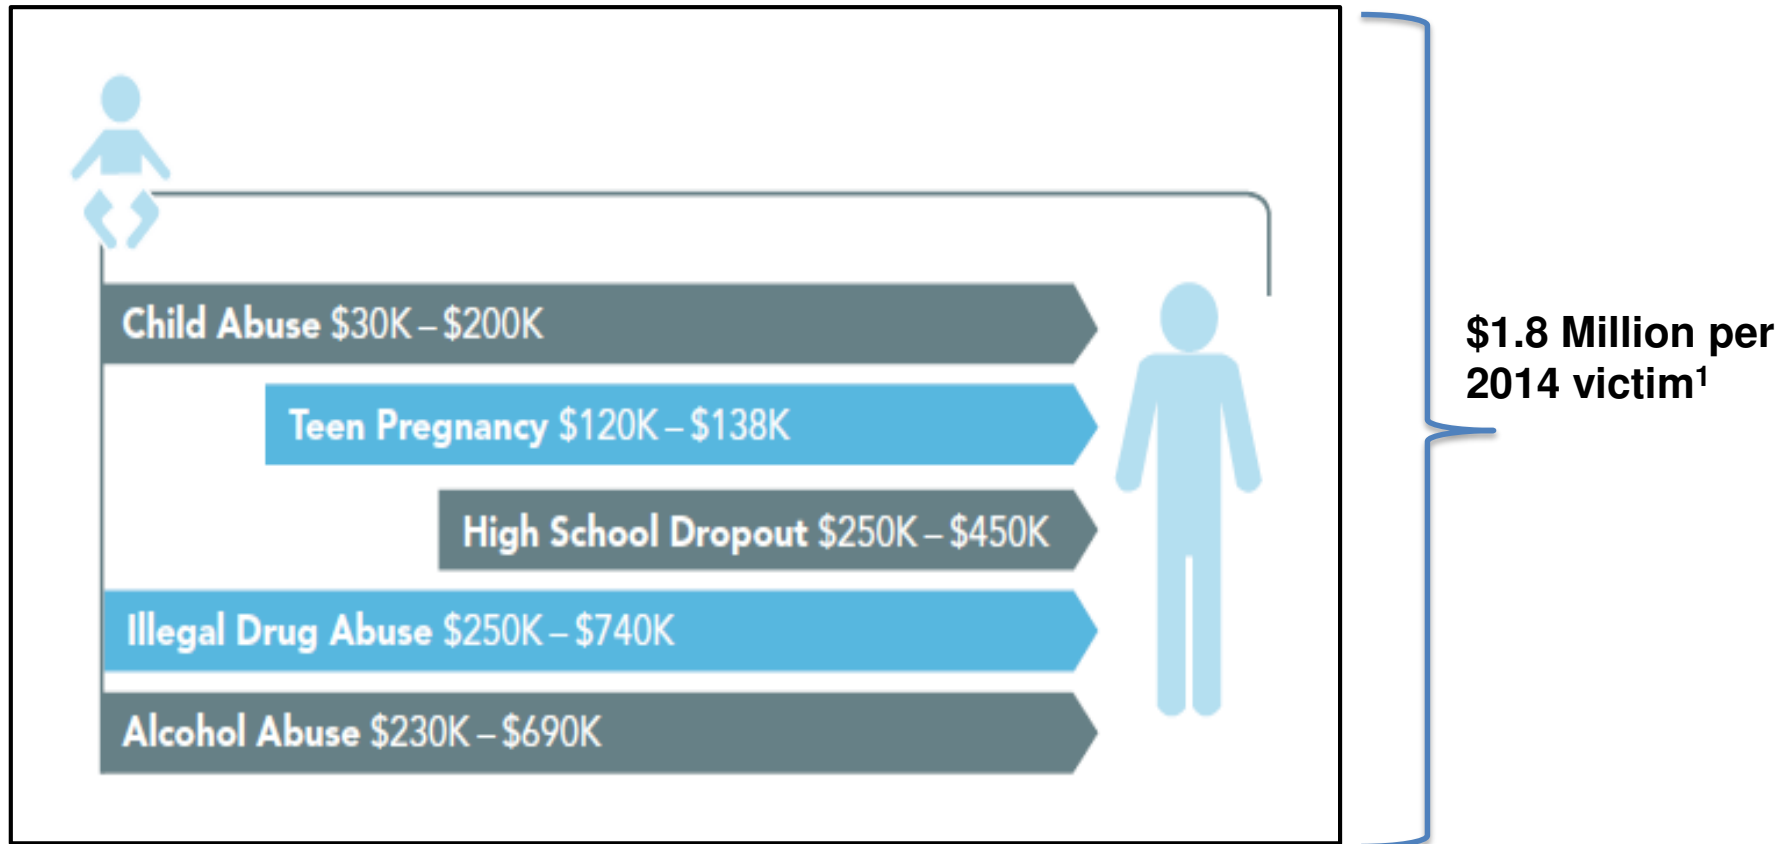 Child Abuse $30K – $200K
Teen Pregnancy $120K – $138K
High School Dropout $250K – $450K
Illegal Drug Abuse $250K – $740K
Alcohol Abuse $230K – $690K
$1.8 Million per
2014 victim¹